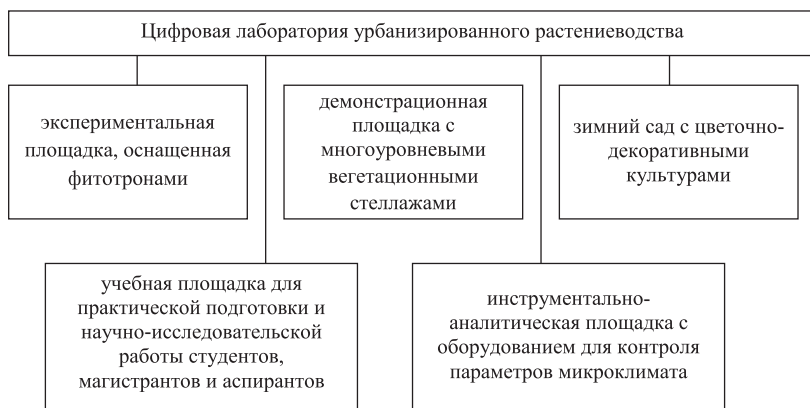 Цифровая лаборатория урбанизированного растениеводства
экспериментальная
площадка, оснащенная
фитотронами
демонстрационная
площадка с
многоуровневыми
вегетационными
стеллажами
зимний сад с цветочно-
декоративными
культурами
учебная площадка для
практической подготовки и
научно-исследовательской
работы студентов,
магистрантов и аспирантов
инструментально-
аналитическая площадка с
оборудованием для контроля
параметров микроклимата